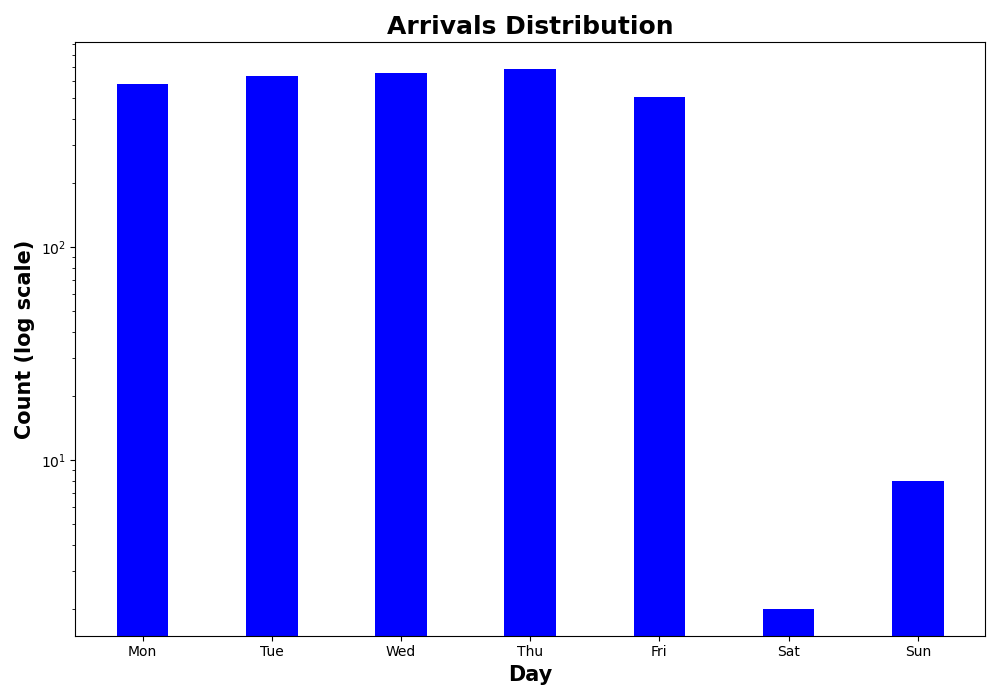 Arrivals Distribution
Count (log scale)
10²
10¹
Mon Tue Wed Thu Fri Sat Sun
Day